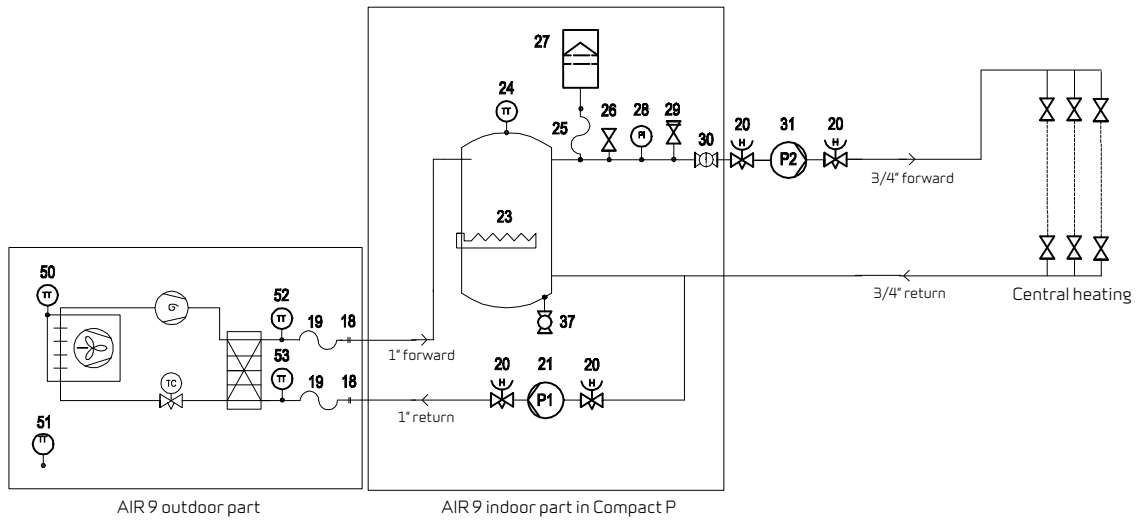 27
24
26
28
29
TT
25
PI
30
20
H
31
P2
20
H
3/4" forward
23
50
TT
52
TT
19
18
1" forward
37
3/4" return
Central heating
53
TT
19
18
TC
1" return
20
H
21
P1
20
H
51
TT
AIR 9 outdoor part
AIR 9 indoor part in Compact P